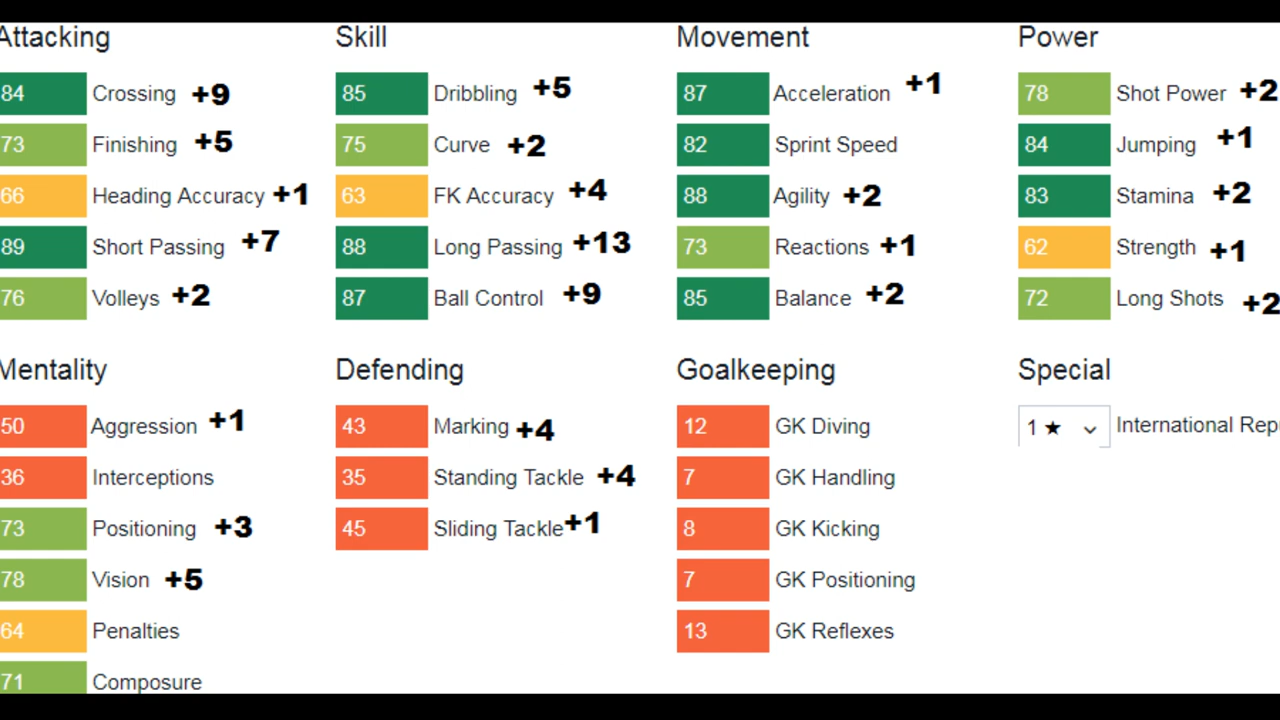 Attacking
84 Crossing +9
73 Finishing +5
66 Heading Accuracy +1
89 Short Passing +7
76 Volleys +2
Skill
85 Dribbling +5
75 Curve +2
63 FK Accuracy +4
88 Long Passing +13
87 Ball Control +9
Movement
87 Acceleration +1
82 Sprint Speed
88 Agility +2
73 Reactions +1
85 Balance +2
Power
78 Shot Power +2
84 Jumping +1
83 Stamina +2
62 Strength +1
72 Long Shots +2
Mentality
50 Aggression +1
36 Interceptions
73 Positioning +3
78 Vision +5
64 Penalties
71 Composure
Defending
43 Marking +4
35 Standing Tackle +4
45 Sliding Tackle +1
Goalkeeping
12 GK Diving
7 GK Handling
8 GK Kicking
7 GK Positioning
13 GK Reflexes
Special
1 ★ International Rep